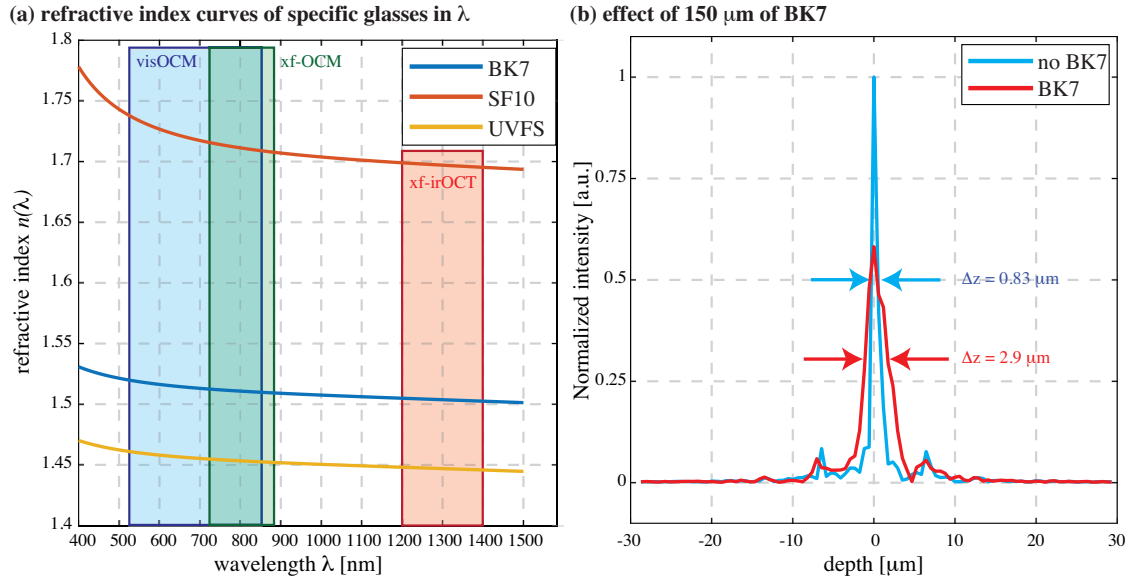 (a) refractive index curves of specific glasses in λ
1.8
1.75
1.7
1.65
1.6
1.55
1.5
1.45
1.4
refractive index n(λ)
visOCM
xf-OCM
BK7
SF10
UVFS
xf-irOCT
400 500 600 700 800 900 1000 1100 1200 1300 1400 1500
wavelength λ [nm]
(b) effect of 150 μm of BK7
1
0.75
0.5
0.25
0
Normalized intensity [a.u.]
no BK7
BK7
Δz = 0.83 μm
Δz = 2.9 μm
-30 -20 -10 0 10 20 30
depth [μm]